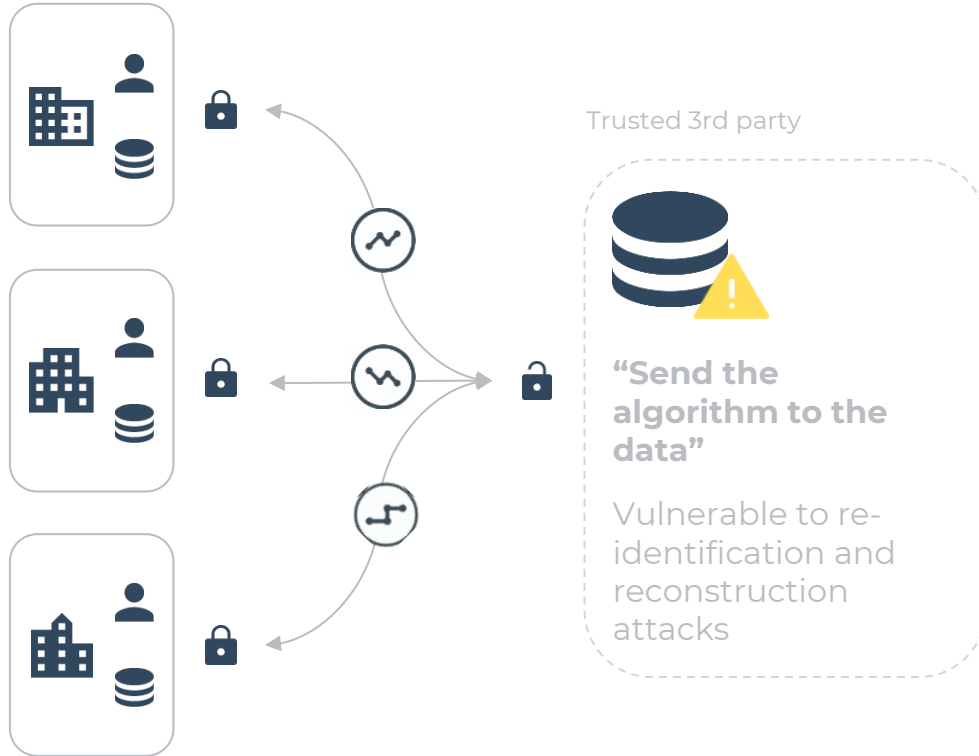 Trusted 3rd party
“Send the
algorithm to the
data”
Vulnerable to re-
identification and
reconstruction
attacks